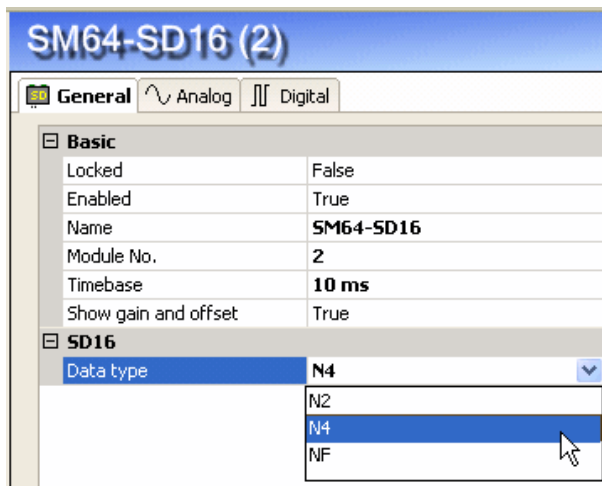 SM64-SD16 (2)
SD General Analog Digital
Basic
Locked False
Enabled True
Name SM64-SD16
Module No. 2
Timebase 10 ms
Show gain and offset True
SD16
Data type N4
N2
N4
NF